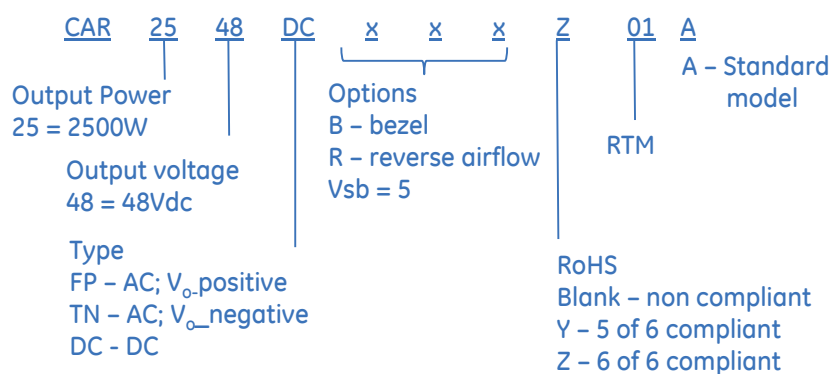 CAR 25 48 DC x x x Z 01 A
A – Standard
model
Output Power
25 = 2500W
Options
B – bezel
R – reverse airflow
Vsb = 5
RTM
Output voltage
48 = 48Vdc
Type
FP – AC; Vo-positive
TN – AC; Vo_negative
DC - DC
RoHS
Blank – non compliant
Y – 5 of 6 compliant
Z – 6 of 6 compliant